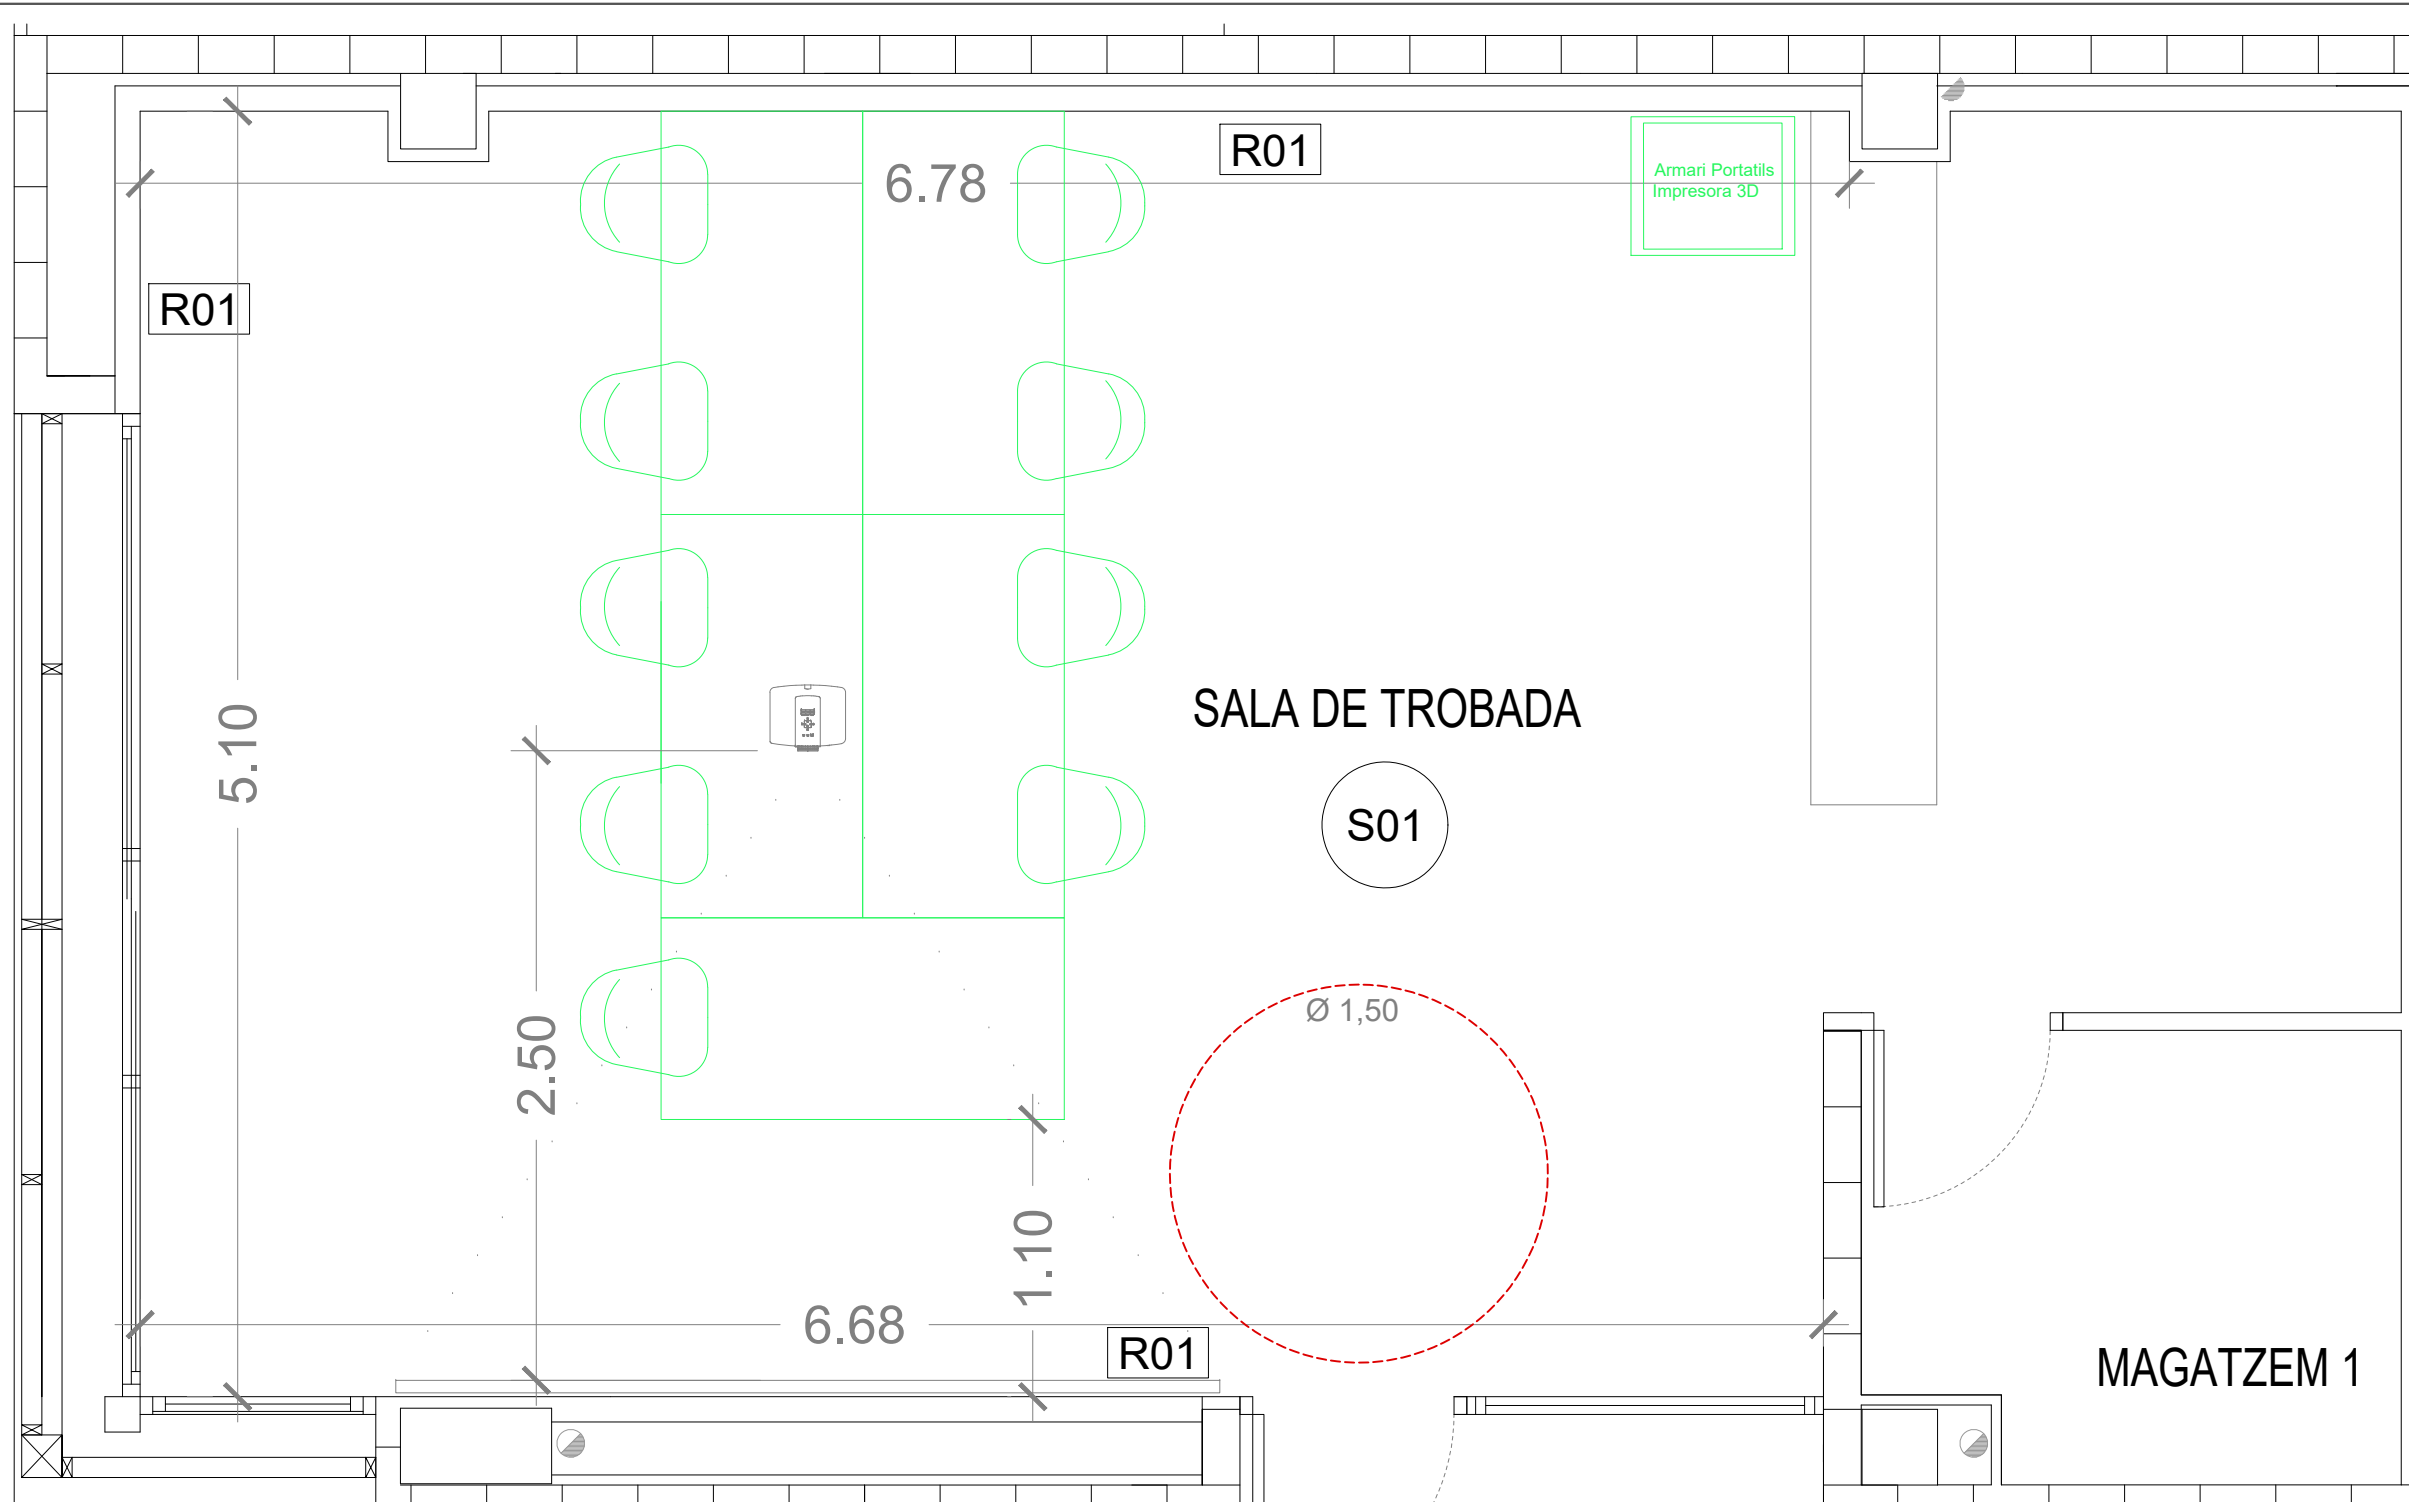 R01
6.78
Armari Portatils
Impresora 3D
R01
5.10
SALA DE TROBADA
S01
Ø 1,50
2.50
1.10
6.68
R01
MAGATZEM 1